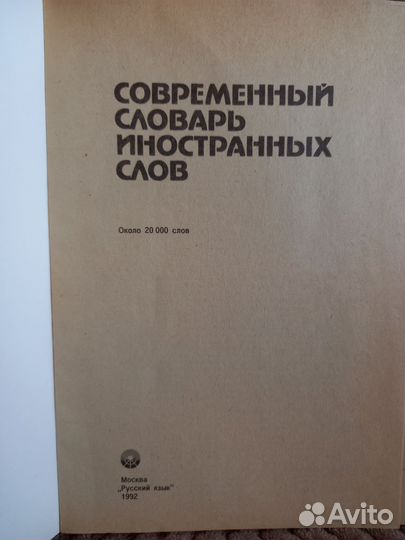 СОВРЕМЕННЫЙ
СЛОВАРЬ
ИНОСТРАННЫХ
СЛОВ
Около 20 000 слов
Москва
„Русский язык"
1992
Avito